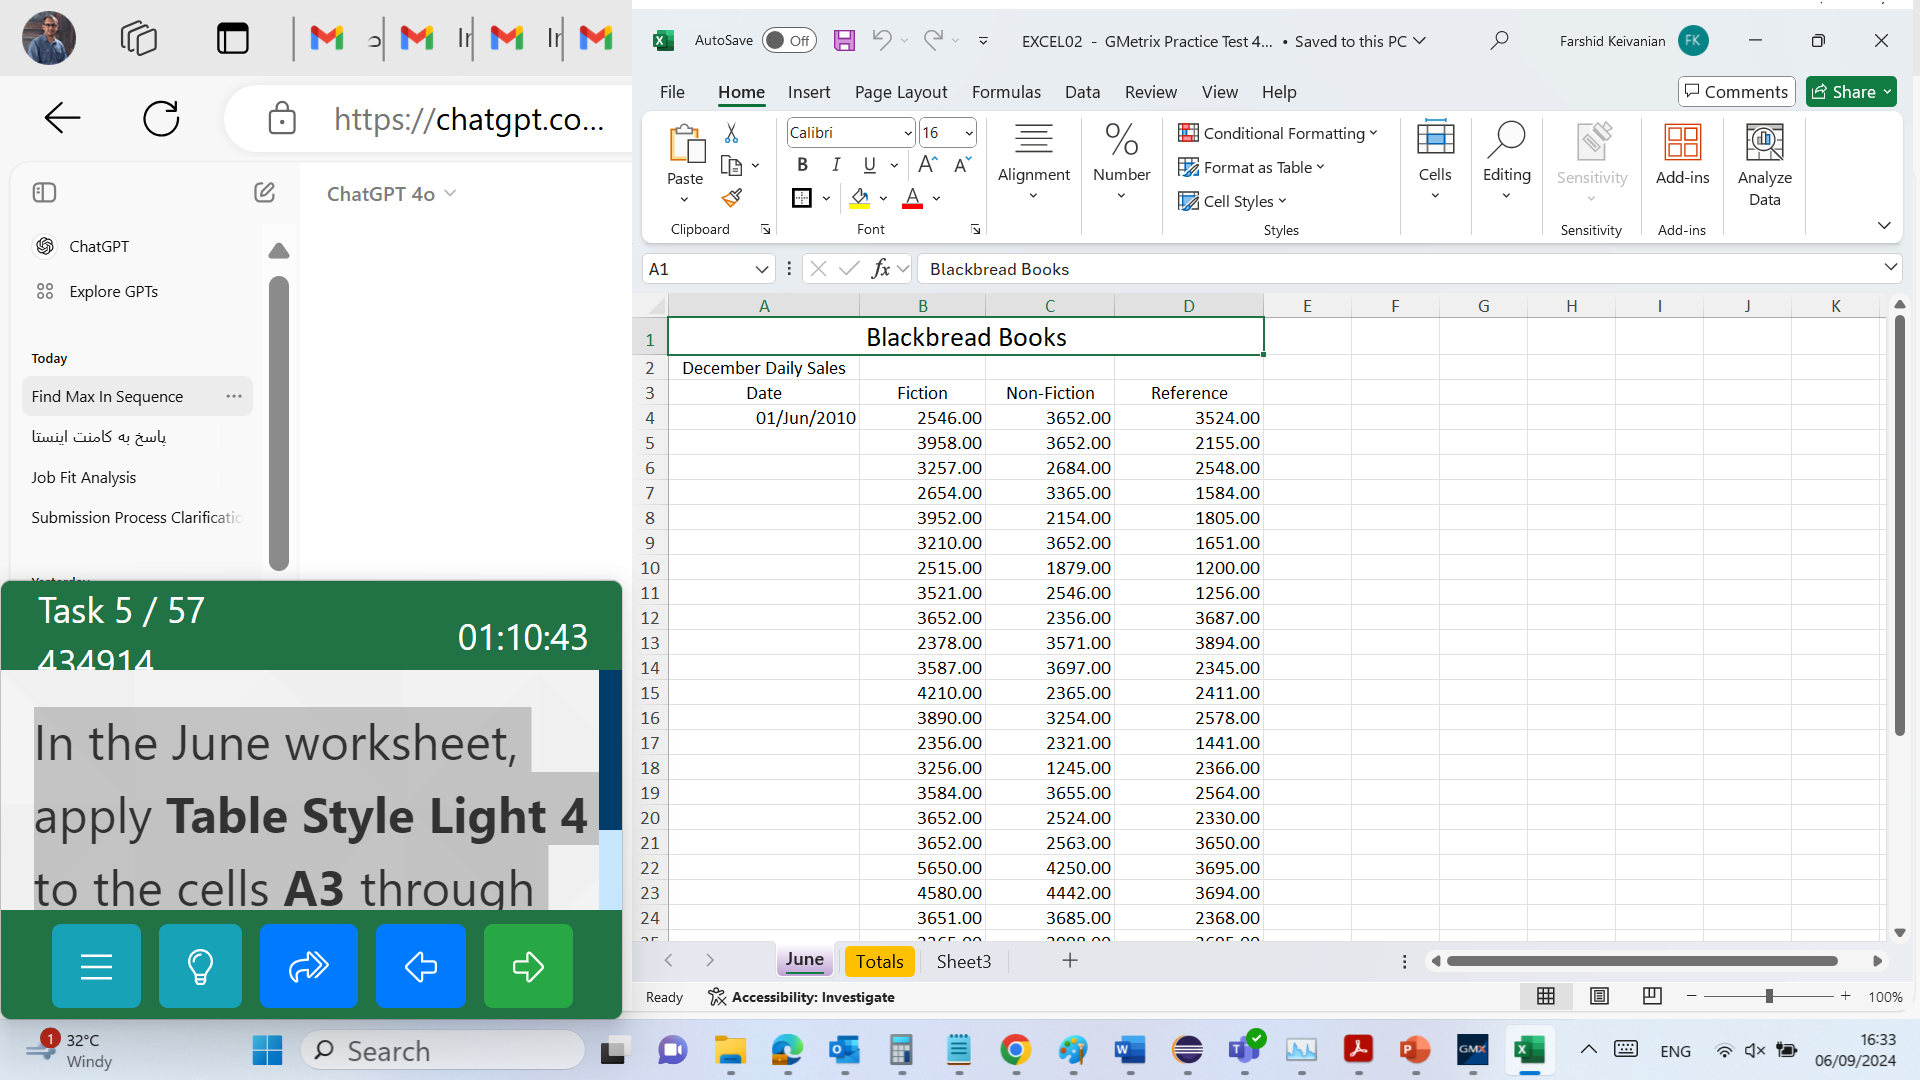 https://chatgpt.co...
ChatGPT 4o
ChatGPT
Explore GPTs
Today
Find Max In Sequence
پاسخ به کامنت اینستا
Job Fit Analysis
Submission Process Clarificatio
Task 5 / 57
434914
01:10:43
In the June worksheet,
apply Table Style Light 4
to the cells A3 through
AutoSave Off
EXCEL02 - GMetrix Practice Test 4... • Saved to this PC
Farshid Keivanian FK
File Home Insert Page Layout Formulas Data Review View Help
Comments Share
Paste
Clipboard
Calibri 16
B I U
Font
Alignment
Number
Conditional Formatting
Format as Table
Cell Styles
Styles
Cells
Editing
Sensitivity
Sensitivity
Add-ins
Add-ins
Analyze
Data
A1 fx Blackbread Books
A B C D E F G H I J K
1 Blackbread Books
2 December Daily Sales
3 Date Fiction Non-Fiction Reference
4 01/Jun/2010 2546.00 3652.00 3524.00
5 3958.00 3652.00 2155.00
6 3257.00 2684.00 2548.00
7 2654.00 3365.00 1584.00
8 3952.00 2154.00 1805.00
9 3210.00 3652.00 1651.00
10 2515.00 1879.00 1200.00
11 3521.00 2546.00 1256.00
12 3652.00 2356.00 3687.00
13 2378.00 3571.00 3894.00
14 3587.00 3697.00 2345.00
15 4210.00 2365.00 2411.00
16 3890.00 3254.00 2578.00
17 2356.00 2321.00 1441.00
18 3256.00 1245.00 2366.00
19 3584.00 3655.00 2564.00
20 3652.00 2524.00 2330.00
21 3652.00 2563.00 3650.00
22 5650.00 4250.00 3695.00
23 4580.00 4442.00 3694.00
24 3651.00 3685.00 2368.00
June Totals Sheet3
Ready Accessibility: Investigate
100%
1 32°C
Windy
Search
GMX
ENG
16:33
06/09/2024